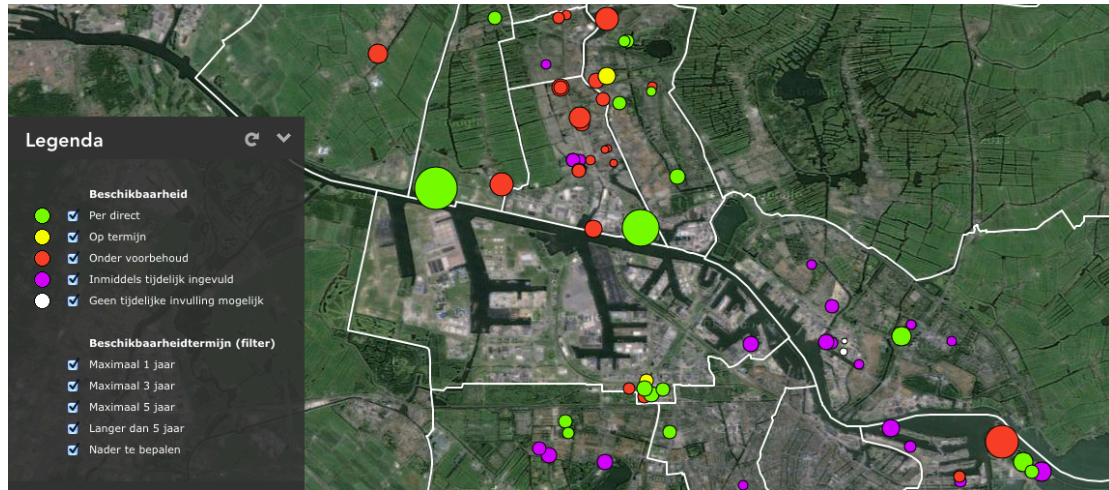 Legenda
Beschikbaarheid
Per direct
Op termijn
Onder voorbehoud
Inmiddels tijdelijk ingevuld
Geen tijdelijke invulling mogelijk
Beschikbaarheidtermijn (filter)
Maximaal 1 jaar
Maximaal 3 jaar
Maximaal 5 jaar
Langer dan 5 jaar
Nader te bepalen